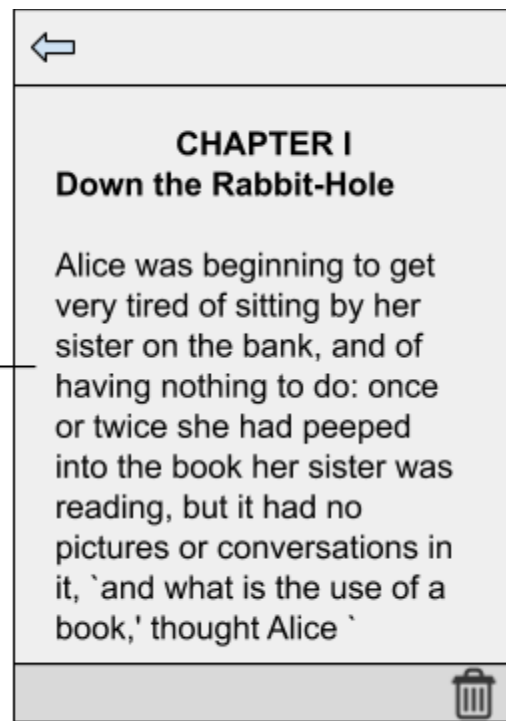 CHAPTER I
Down the Rabbit-Hole
Alice was beginning to get
very tired of sitting by her
sister on the bank, and of
having nothing to do: once
or twice she had peeped
into the book her sister was
reading, but it had no
pictures or conversations in
it, `and what is the use of a
book,' thought Alice `